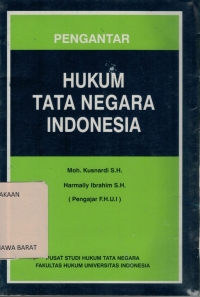 PENGANTAR
HUKUM
TATA NEGARA
INDONESIA
Moh. Kusnardi S.H.
Harmaily Ibrahim S.H.
( Pengajar F.H.U.I )
AKAAN
JAWA BARAT
PUSAT STUDI HUKUM TATA NEGARA
FAKULTAS HUKUM UNIVERSITAS INDONESIA